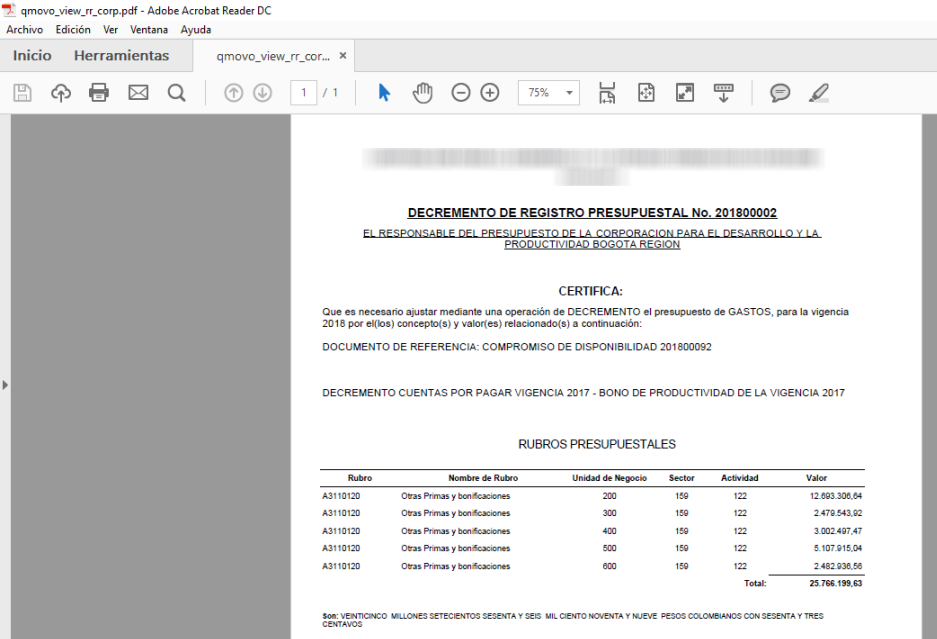 qmovo_view_rr_corp.pdf - Adobe Acrobat Reader DC
Archivo Edición Ver Ventana Ayuda
Inicio Herramientas qmovo_view_rr_cor... ×
1 / 1 75%
DECREMENTO DE REGISTRO PRESUPUESTAL No. 201800002
EL RESPONSABLE DEL PRESUPUESTO DE LA CORPORACION PARA EL DESARROLLO Y LA
PRODUCTIVIDAD BOGOTA REGION
CERTIFICA:
Que es necesario ajustar mediante una operación de DECREMENTO el presupuesto de GASTOS, para la vigencia
2018 por el(los) concepto(s) y valor(es) relacionado(s) a continuación:
DOCUMENTO DE REFERENCIA: COMPROMISO DE DISPONIBILIDAD 201800092
DECREMENTO CUENTAS POR PAGAR VIGENCIA 2017 - BONO DE PRODUCTIVIDAD DE LA VIGENCIA 2017
RUBROS PRESUPUESTALES
Rubro Nombre de Rubro Unidad de Negocio Sector Actividad Valor
A3110120 Otras Primas y bonificaciones 200 159 122 12.693.306,64
A3110120 Otras Primas y bonificaciones 300 159 122 2.479.543,92
A3110120 Otras Primas y bonificaciones 400 159 122 3.002.497,47
A3110120 Otras Primas y bonificaciones 500 159 122 5.107.915,04
A3110120 Otras Primas y bonificaciones 600 159 122 2.482.936,56
Total: 25.766.199,63
Son: VEINTICINCO MILLONES SETECIENTOS SESENTA Y SEIS MIL CIENTO NOVENTA Y NUEVE PESOS COLOMBIANOS CON SESENTA Y TRES
CENTAVOS